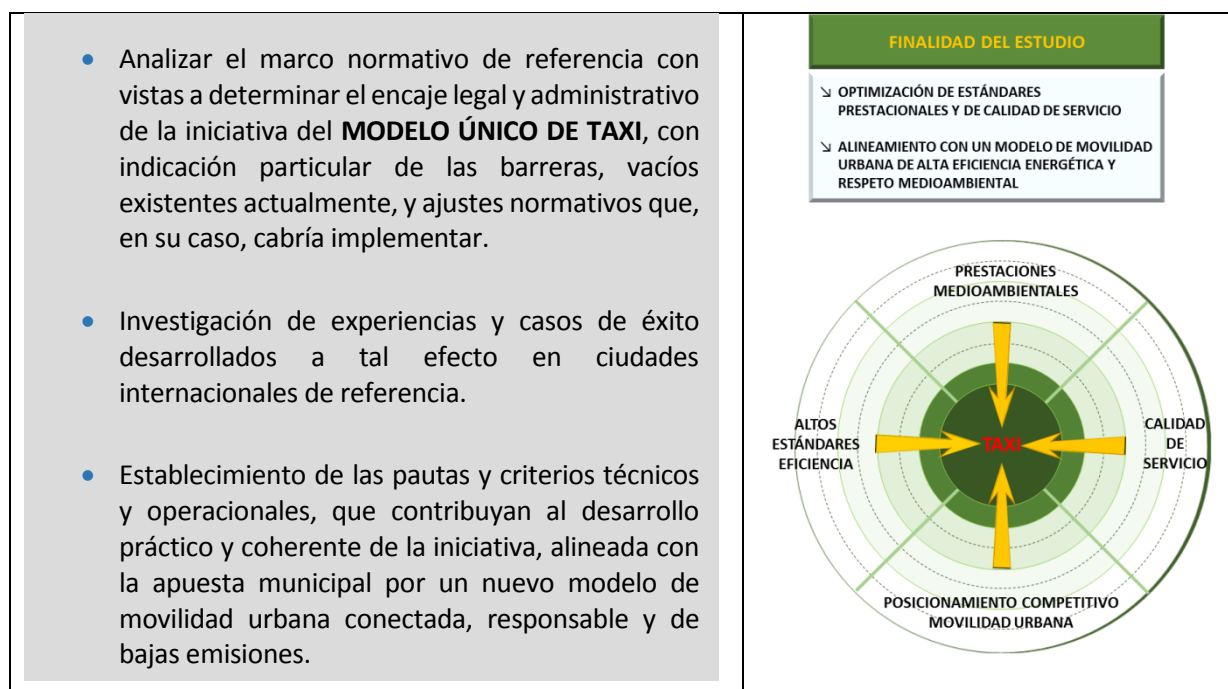 • Analizar el marco normativo de referencia con
vistas a determinar el encaje legal y administrativo
de la iniciativa del MODELO ÚNICO DE TAXI, con
indicación particular de las barreras, vacíos
existentes actualmente, y ajustes normativos que,
en su caso, cabría implementar.
• Investigación de experiencias y casos de éxito
desarrollados a tal efecto en ciudades
internacionales de referencia.
• Establecimiento de las pautas y criterios técnicos
y operacionales, que contribuyan al desarrollo
práctico y coherente de la iniciativa, alineada con
la apuesta municipal por un nuevo modelo de
movilidad urbana conectada, responsable y de
bajas emisiones.
FINALIDAD DEL ESTUDIO
↘ OPTIMIZACIÓN DE ESTÁNDARES
PRESTACIONALES Y DE CALIDAD DE SERVICIO
↘ ALINEAMIENTO CON UN MODELO DE MOVILIDAD
URBANA DE ALTA EFICIENCIA ENERGÉTICA Y
RESPETO MEDIOAMBIENTAL
PRESTACIONES
MEDIOAMBIENTALES
ALTOS
ESTÁNDARES
EFICIENCIA
TAXI
CALIDAD
DE
SERVICIO
POSICIONAMIENTO COMPETITIVO
MOVILIDAD URBANA